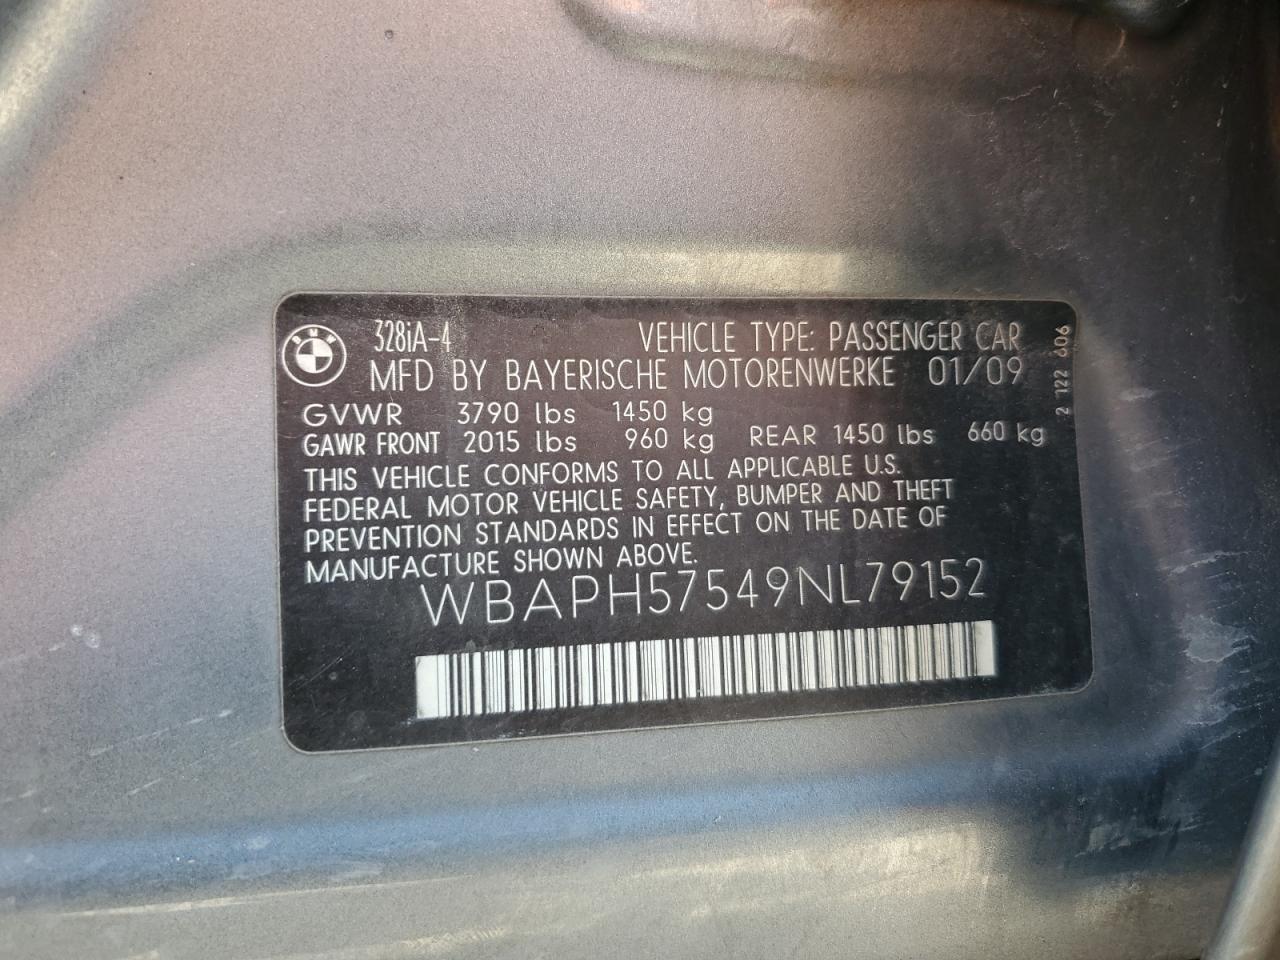 BMW
328iA-4 VEHICLE TYPE: PASSENGER CAR
MFD BY BAYERISCHE MOTORENWERKE 01/09
GVWR 3790 lbs 1450 kg
GAWR FRONT 2015 lbs 960 kg REAR 1450 lbs 660 kg
THIS VEHICLE CONFORMS TO ALL APPLICABLE U.S.
FEDERAL MOTOR VEHICLE SAFETY, BUMPER AND THEFT
PREVENTION STANDARDS IN EFFECT ON THE DATE OF
MANUFACTURE SHOWN ABOVE.
WBAPH57549NL79152
2 122 606